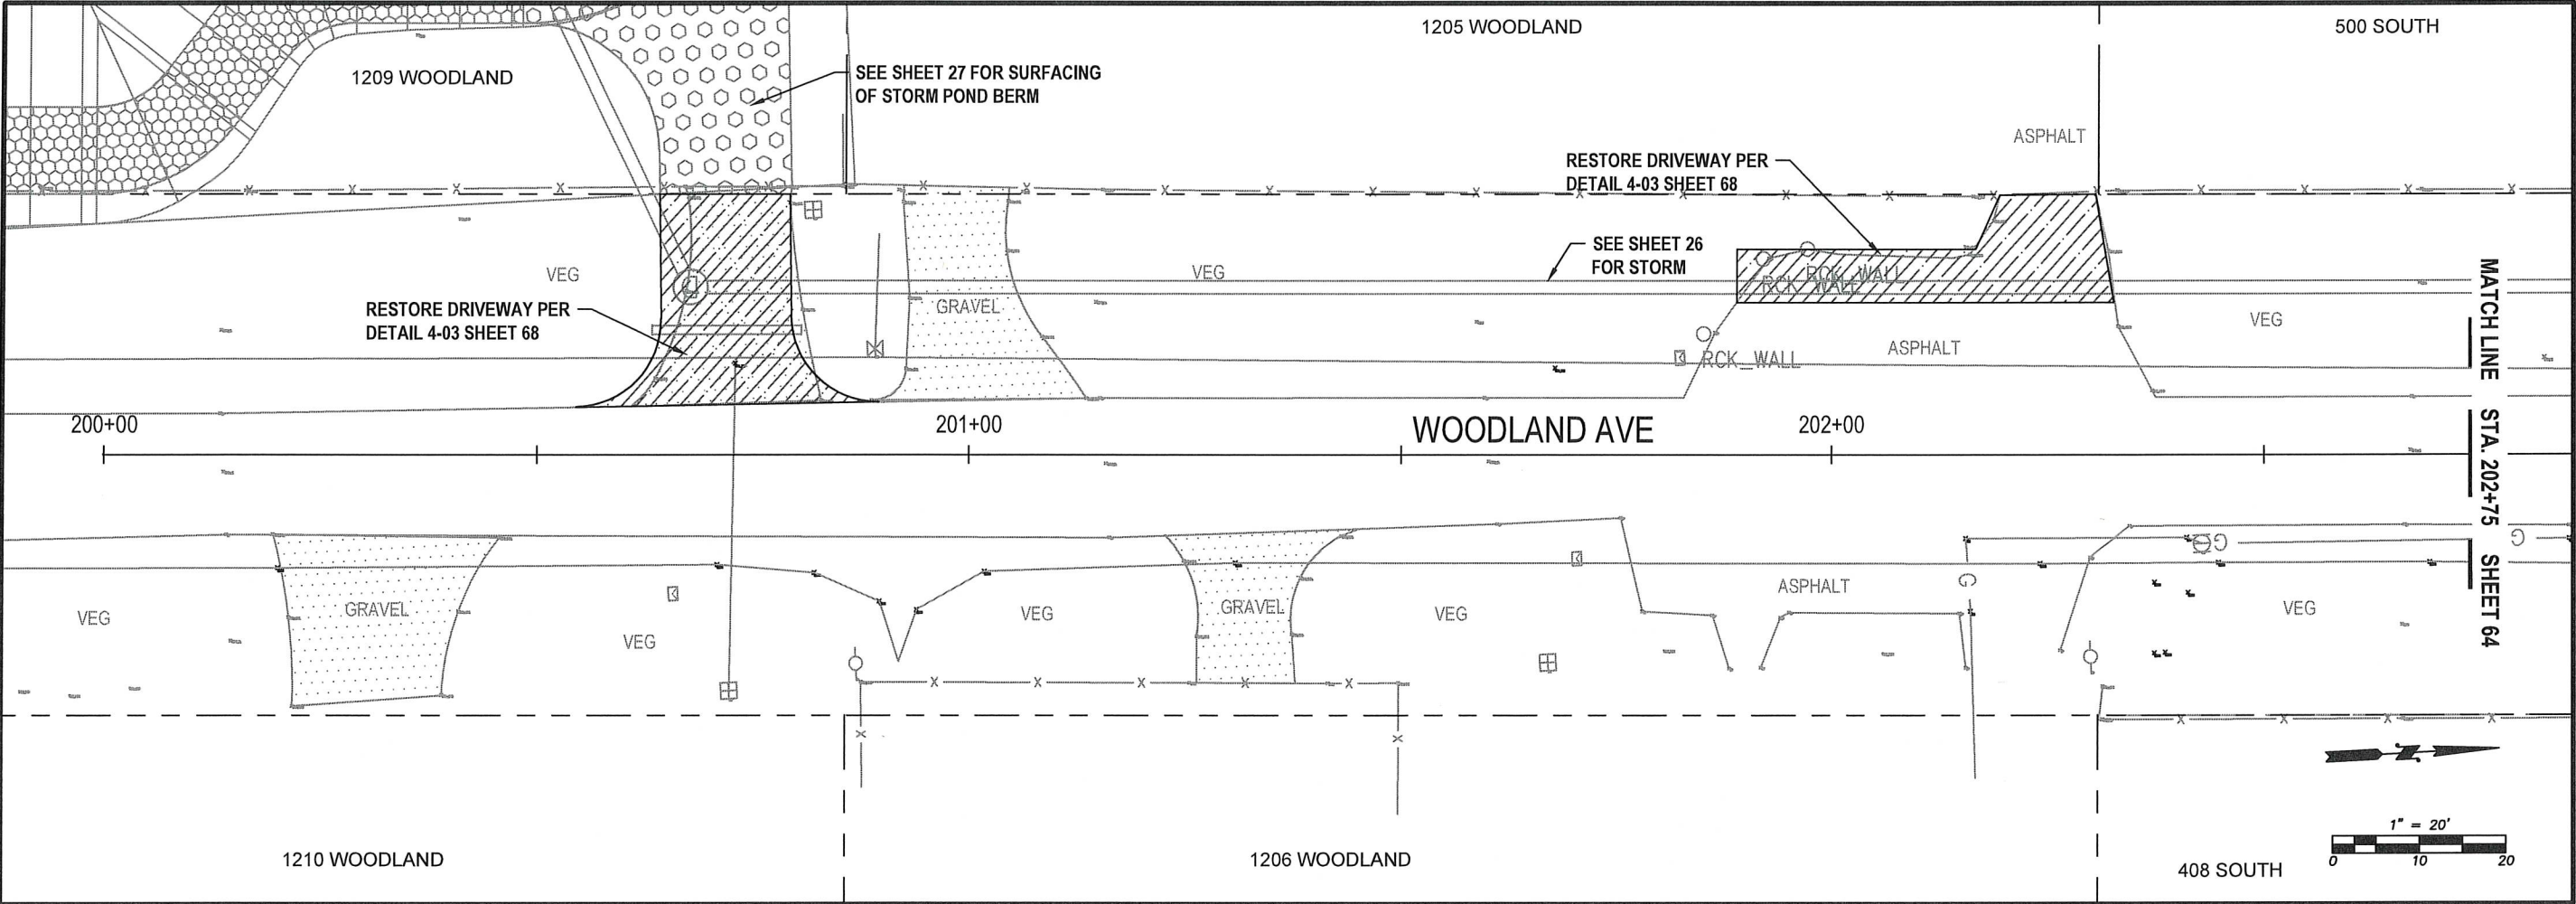 1205 WOODLAND
500 SOUTH
1209 WOODLAND
SEE SHEET 27 FOR SURFACING
OF STORM POND BERM
ASPHALT
RESTORE DRIVEWAY PER
DETAIL 4-03 SHEET 68
SEE SHEET 26
FOR STORM
VEG
VEG
RCK_WALL
RCK_WALL
GRAVEL
RESTORE DRIVEWAY PER
DETAIL 4-03 SHEET 68
VEG
ASPHALT
RCK_WALL
MATCH LINE STA. 202+75 SHEET 64
200+00
201+00
WOODLAND AVE
202+00
G
G
G
ASPHALT
GRAVEL
GRAVEL
VEG
VEG
VEG
VEG
VEG
Z
1" = 20'
0 10 20
1210 WOODLAND
1206 WOODLAND
408 SOUTH